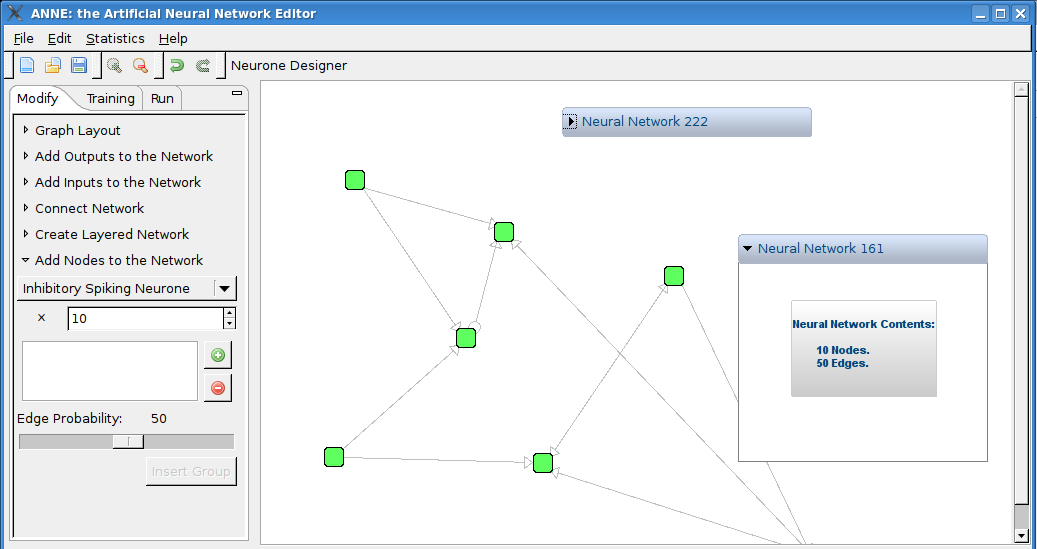 ANNE: the Artificial Neural Network Editor
File Edit Statistics Help
Neurone Designer
Modify Training Run
Graph Layout
Add Outputs to the Network
Add Inputs to the Network
Connect Network
Create Layered Network
Add Nodes to the Network
Inhibitory Spiking Neurone
x 10
Edge Probability: 50
Insert Group
Neural Network 222
Neural Network 161
Neural Network Contents:
10 Nodes.
50 Edges.